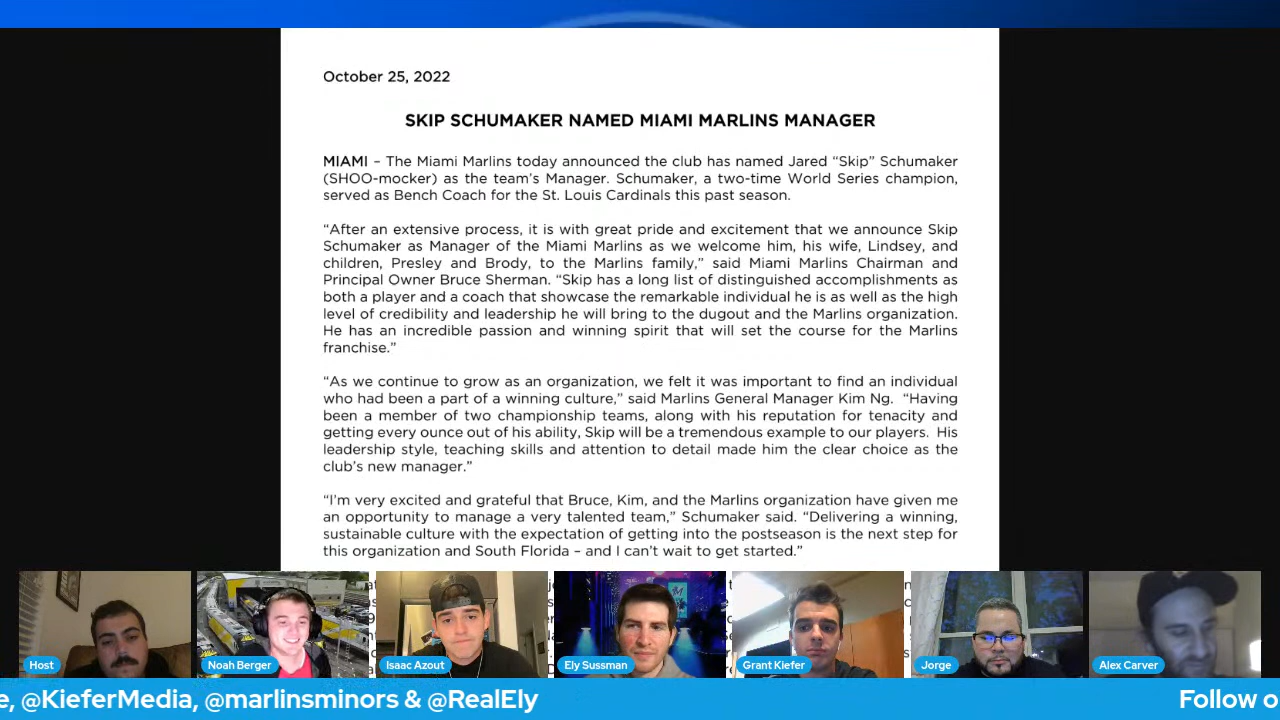 October 25, 2022
SKIP SCHUMAKER NAMED MIAMI MARLINS MANAGER
MIAMI – The Miami Marlins today announced the club has named Jared “Skip” Schumaker
(SHOO-mocker) as the team’s Manager. Schumaker, a two-time World Series champion,
served as Bench Coach for the St. Louis Cardinals this past season.
“After an extensive process, it is with great pride and excitement that we announce Skip
Schumaker as Manager of the Miami Marlins as we welcome him, his wife, Lindsey, and
children, Presley and Brody, to the Marlins family,” said Miami Marlins Chairman and
Principal Owner Bruce Sherman. “Skip has a long list of distinguished accomplishments as
both a player and a coach that showcase the remarkable individual he is as well as the high
level of credibility and leadership he will bring to the dugout and the Marlins organization.
He has an incredible passion and winning spirit that will set the course for the Marlins
franchise.”
“As we continue to grow as an organization, we felt it was important to find an individual
who had been a part of a winning culture,” said Marlins General Manager Kim Ng.  “Having
been a member of two championship teams, along with his reputation for tenacity and
getting every ounce out of his ability, Skip will be a tremendous example to our players.  His
leadership style, teaching skills and attention to detail made him the clear choice as the
club’s new manager.”
“I’m very excited and grateful that Bruce, Kim, and the Marlins organization have given me
an opportunity to manage a very talented team,” Schumaker said. “Delivering a winning,
sustainable culture with the expectation of getting into the postseason is the next step for
this organization and South Florida – and I can’t wait to get started.”
Host
Noah Berger
Isaac Azout
Ely Sussman
Grant Kiefer
Jorge
Alex Carver
e, @KieferMedia, @marlinsminors & @RealEly
Follow o